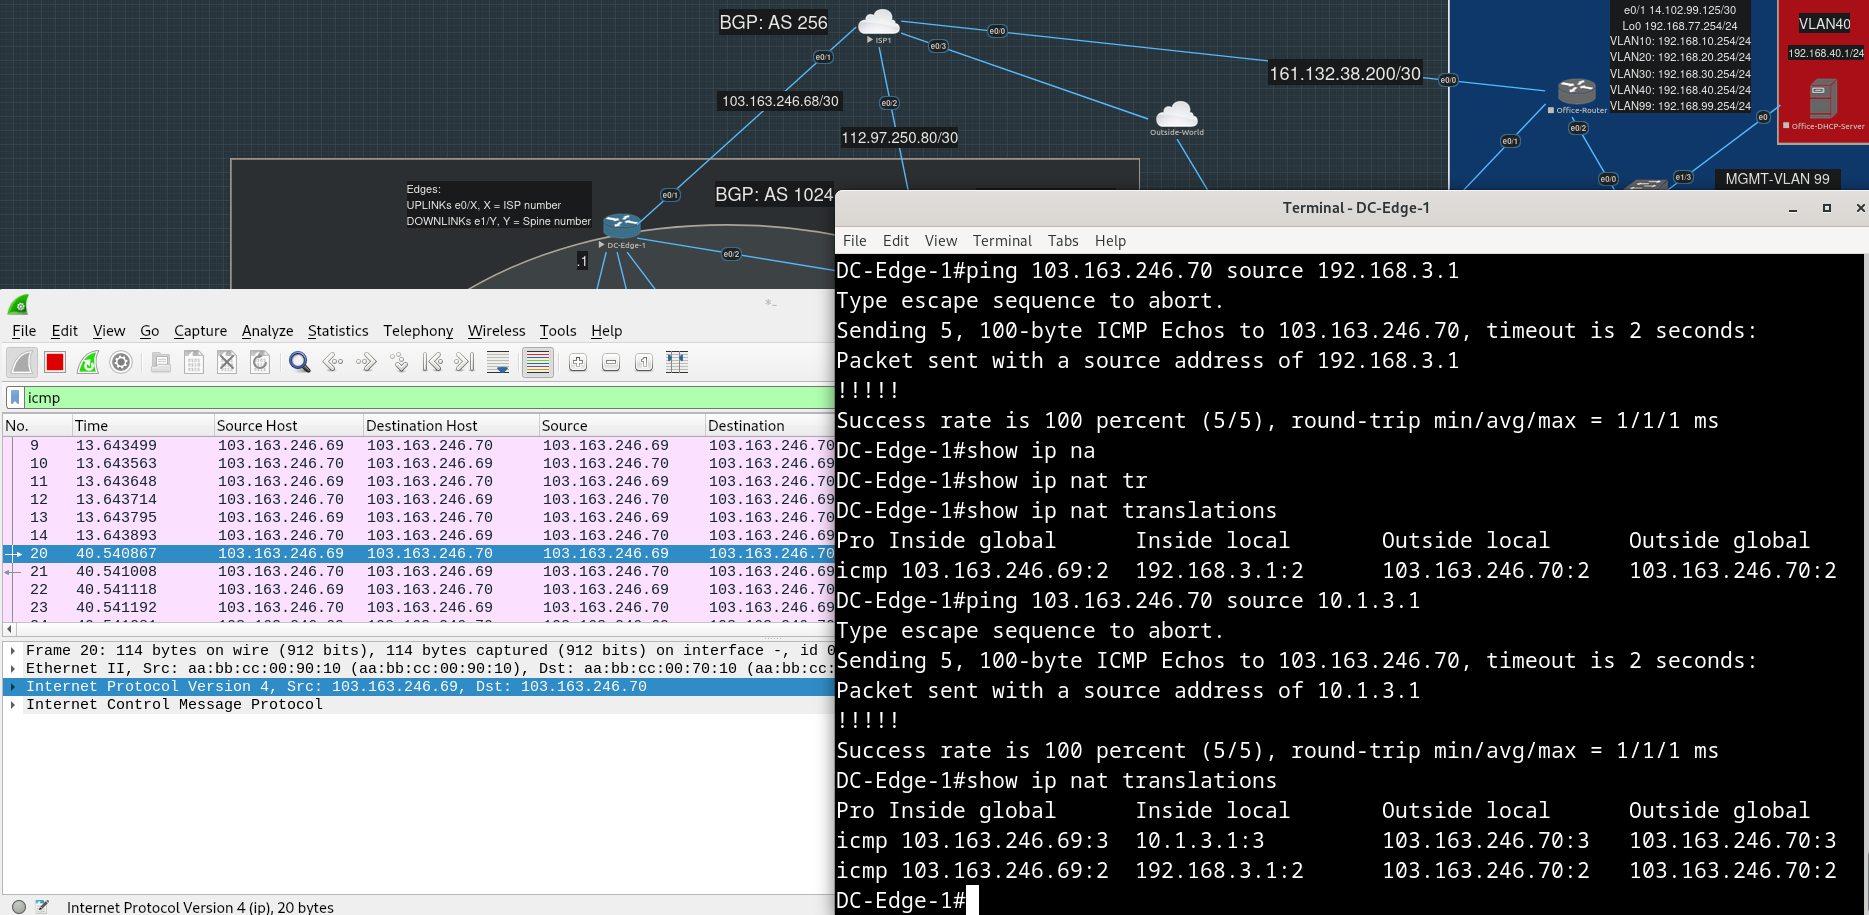 BGP: AS 256
ISP1
e0/0
e0/3
e0/1
161.132.38.200/30
e0/0
103.163.246.68/30
e0/2
112.97.250.80/30
Outside-World
e0/1 14.102.99.125/30
Lo0 192.168.77.254/24
VLAN10: 192.168.10.254/24
VLAN20: 192.168.20.254/24
VLAN30: 192.168.30.254/24
VLAN40: 192.168.40.254/24
VLAN99: 192.168.99.254/24
VLAN40
192.168.40.1/24
Office-Router
Office-DHCP-Server
e0
e0/2
e0/1
e0/0
e1/3
MGMT-VLAN 99
Edges:
UPLINKs e0/X, X = ISP number
DOWNLINKs e1/Y, Y = Spine number
e0/1
BGP: AS 1024
DC-Edge-1
e0/2
.1
*-
File Edit View Go Capture Analyze Statistics Telephony Wireless Tools Help
icmp
No. Time Source Host Destination Host Source Destination
9 13.643499 103.163.246.69 103.163.246.70 103.163.246.69 103.163.246.70
10 13.643563 103.163.246.70 103.163.246.69 103.163.246.70 103.163.246.69
11 13.643648 103.163.246.69 103.163.246.70 103.163.246.69 103.163.246.70
12 13.643714 103.163.246.70 103.163.246.69 103.163.246.70 103.163.246.69
13 13.643795 103.163.246.69 103.163.246.70 103.163.246.69 103.163.246.70
14 13.643893 103.163.246.70 103.163.246.69 103.163.246.70 103.163.246.69
20 40.540867 103.163.246.69 103.163.246.70 103.163.246.69 103.163.246.70
21 40.541008 103.163.246.70 103.163.246.69 103.163.246.70 103.163.246.69
22 40.541118 103.163.246.69 103.163.246.70 103.163.246.69 103.163.246.70
23 40.541192 103.163.246.70 103.163.246.69 103.163.246.70 103.163.246.69
Frame 20: 114 bytes on wire (912 bits), 114 bytes captured (912 bits) on interface -, id 0
Ethernet II, Src: aa:bb:cc:00:90:10 (aa:bb:cc:00:90:10), Dst: aa:bb:cc:00:70:10 (aa:bb:cc:
Internet Protocol Version 4, Src: 103.163.246.69, Dst: 103.163.246.70
Internet Control Message Protocol
Internet Protocol Version 4 (ip), 20 bytes
Terminal - DC-Edge-1
File Edit View Terminal Tabs Help
DC-Edge-1#ping 103.163.246.70 source 192.168.3.1
Type escape sequence to abort.
Sending 5, 100-byte ICMP Echos to 103.163.246.70, timeout is 2 seconds:
Packet sent with a source address of 192.168.3.1
!!!!!
Success rate is 100 percent (5/5), round-trip min/avg/max = 1/1/1 ms
DC-Edge-1#show ip na
DC-Edge-1#show ip nat tr
DC-Edge-1#show ip nat translations
Pro Inside global Inside local Outside local Outside global
icmp 103.163.246.69:2 192.168.3.1:2 103.163.246.70:2 103.163.246.70:2
DC-Edge-1#ping 103.163.246.70 source 10.1.3.1
Type escape sequence to abort.
Sending 5, 100-byte ICMP Echos to 103.163.246.70, timeout is 2 seconds:
Packet sent with a source address of 10.1.3.1
!!!!!
Success rate is 100 percent (5/5), round-trip min/avg/max = 1/1/1 ms
DC-Edge-1#show ip nat translations
Pro Inside global Inside local Outside local Outside global
icmp 103.163.246.69:3 10.1.3.1:3 103.163.246.70:3 103.163.246.70:3
icmp 103.163.246.69:2 192.168.3.1:2 103.163.246.70:2 103.163.246.70:2
DC-Edge-1#